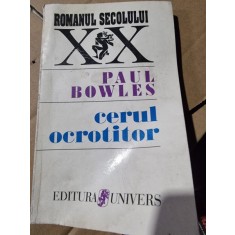 ROMANUL SECOLULUI
XX
PAUL
BOWLES
cerul
ocrotitor
EDITURA UNIVERS